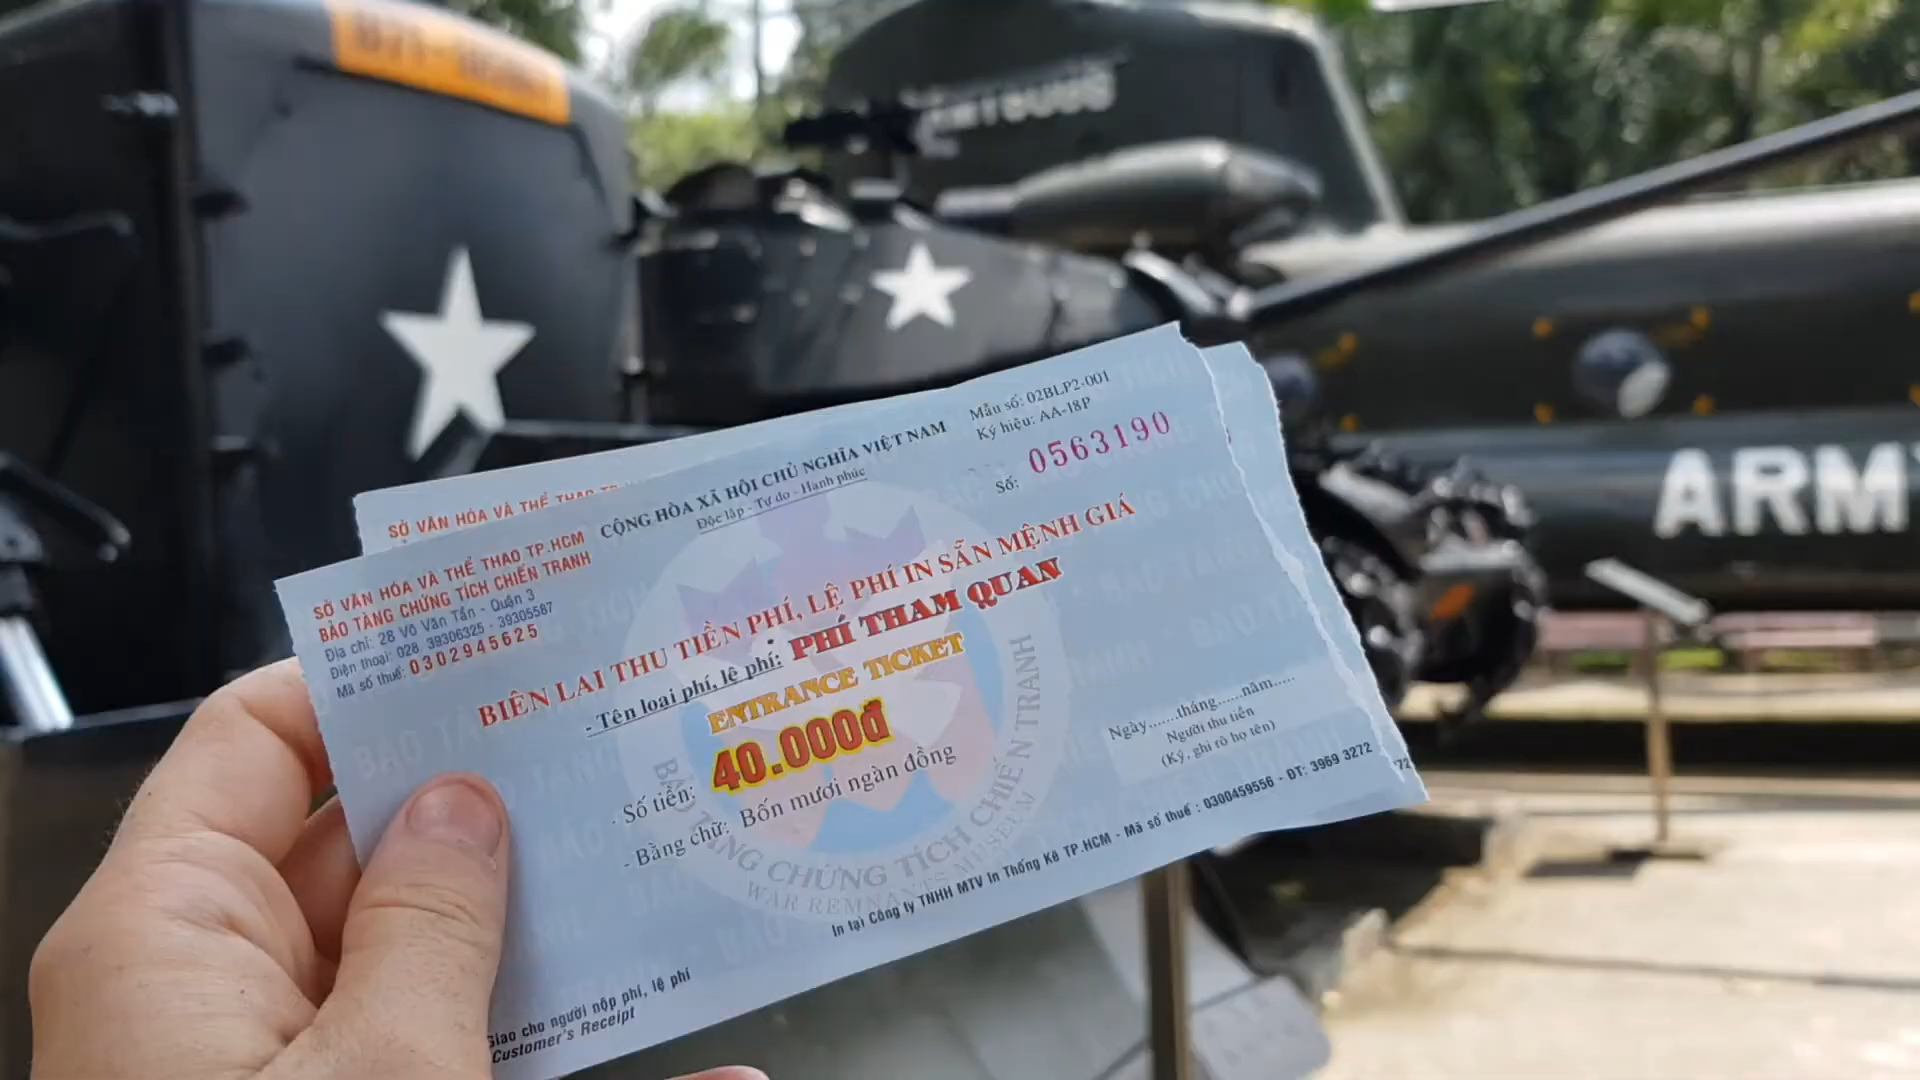 ARM
SỞ VĂN HÓA VÀ THỂ THAO TP
SỞ VĂN HÓA VÀ THỂ THAO TP.HCM
BẢO TÀNG CHỨNG TÍCH CHIẾN TRANH
Địa chỉ: 28 Võ Văn Tần - Quận 3
Điện thoại: 028 39306325 - 39305587
Mã số thuế: 0302945625
CỘNG HÒA XÃ HỘI CHỦ NGHĨA VIỆT NAM
Độc lập - Tự do - Hạnh phúc
Mẫu số: 02BLP2-001
Ký hiệu: AA-18P
Số: 0563190
BIÊN LAI THU TIỀN PHÍ, LỆ PHÍ IN SẴN MỆNH GIÁ
- Tên loại phí, lệ phí: PHÍ THAM QUAN
ENTRANCE TICKET
- Số tiền: 40.000đ
- Bằng chữ: Bốn mươi ngàn đồng
Ngày.......tháng......năm.....
Người thu tiền
(Ký, ghi rõ họ tên)
BẢO TÀNG CHỨNG TÍCH CHIẾN TRANH
WAR REMNANTS MUSEUM
In tại Công ty TNHH MTV In Thống Kê TP.HCM - Mã số thuế : 0300459556 - ĐT: 3969 3272
72
Giao cho người nộp phí, lệ phí
Customer's Receipt